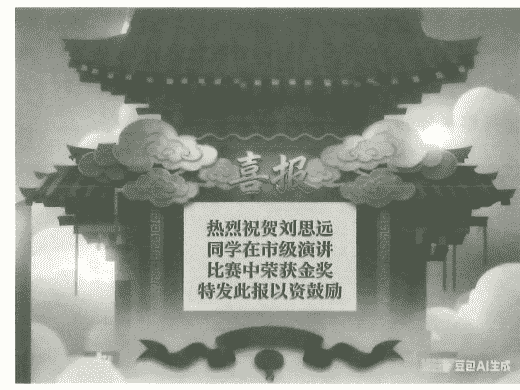 喜报
热烈祝贺刘思远
同学在市级演讲
比赛中荣获金奖
特发此报以资鼓励
豆包AI生成